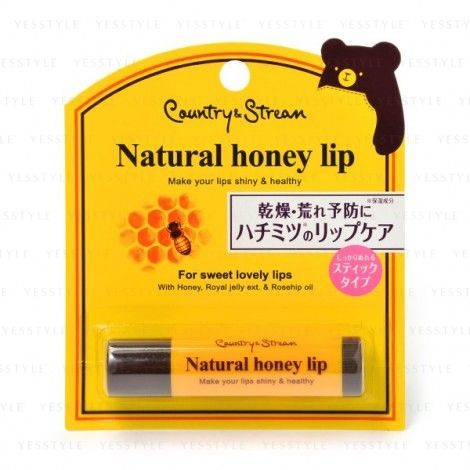 Country & Stream
Natural honey lip
Make your lips shiny & healthy
※保湿成分
乾燥・荒れ予防に
ハチミツ※のリップケア
しっかりぬれる
スティック
タイプ
For sweet lovely lips
With Honey, Royal jelly ext. & Rosehip oil
Country & Stream
Natural honey lip
Make your lips shiny & healthy
YESSTYLE